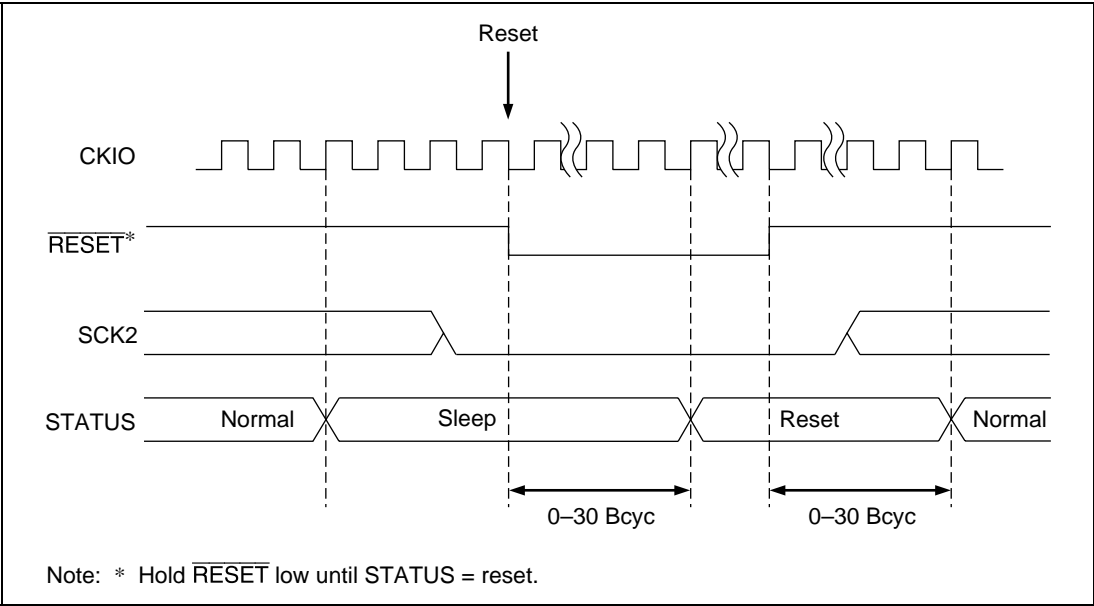 Reset
CKIO
RESET*
SCK2
STATUS Normal Sleep Reset Normal
0–30 Bcyc 0–30 Bcyc
Note: * Hold RESET low until STATUS = reset.